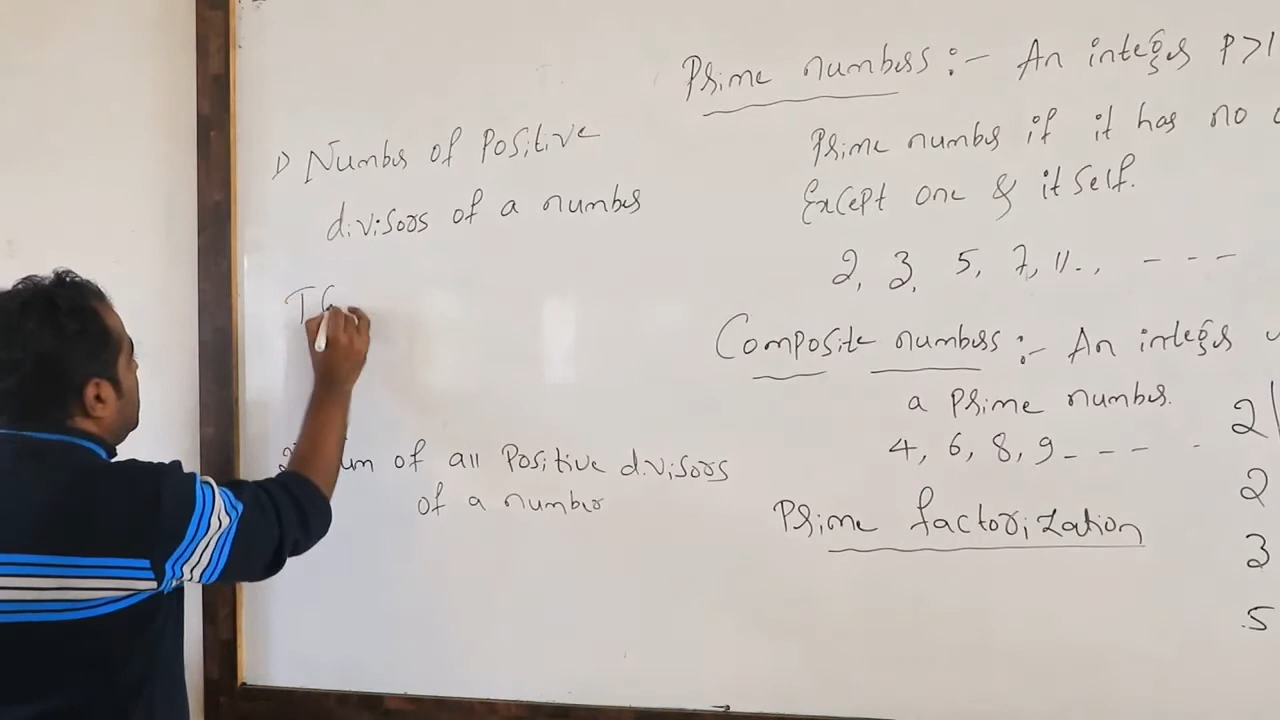 1) Number of Positive
divisors of a number
T(
um of all Positive divisors
of a number
Prime numbers :- An integer P>1
Prime number if it has no
Except one & itself.
2, 3, 5, 7, 11 . , - - -
Composite numbers :- An integer
a Prime number.
4, 6, 8, 9 - - - -
Prime factorization
2
2
3
5